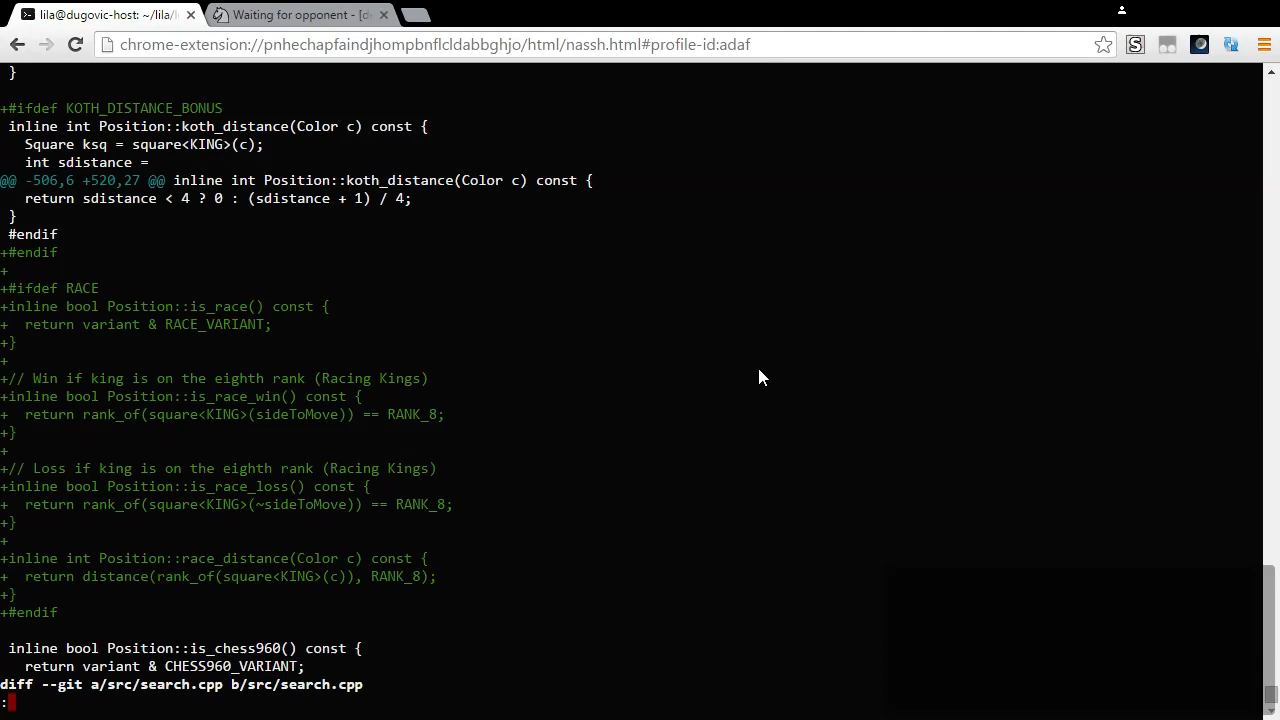 lila@dugovic-host: ~/lila/l
Waiting for opponent - [d
chrome-extension://pnhechapfaindjhompbnflcldabbghjo/html/nassh.html#profile-id:adaf
}
+#ifdef KOTH_DISTANCE_BONUS
inline int Position::koth_distance(Color c) const {
Square ksq = square<KING>(c);
int sdistance =
@@ -506,6 +520,27 @@ inline int Position::koth_distance(Color c) const {
return sdistance < 4 ? 0 : (sdistance + 1) / 4;
}
#endif
+#endif
+
+#ifdef RACE
+inline bool Position::is_race() const {
+  return variant & RACE_VARIANT;
+}
+
+// Win if king is on the eighth rank (Racing Kings)
+inline bool Position::is_race_win() const {
+  return rank_of(square<KING>(sideToMove)) == RANK_8;
+}
+
+// Loss if king is on the eighth rank (Racing Kings)
+inline bool Position::is_race_loss() const {
+  return rank_of(square<KING>(~sideToMove)) == RANK_8;
+}
+
+inline int Position::race_distance(Color c) const {
+  return distance(rank_of(square<KING>(c)), RANK_8);
+}
+#endif
inline bool Position::is_chess960() const {
return variant & CHESS960_VARIANT;
diff --git a/src/search.cpp b/src/search.cpp
: